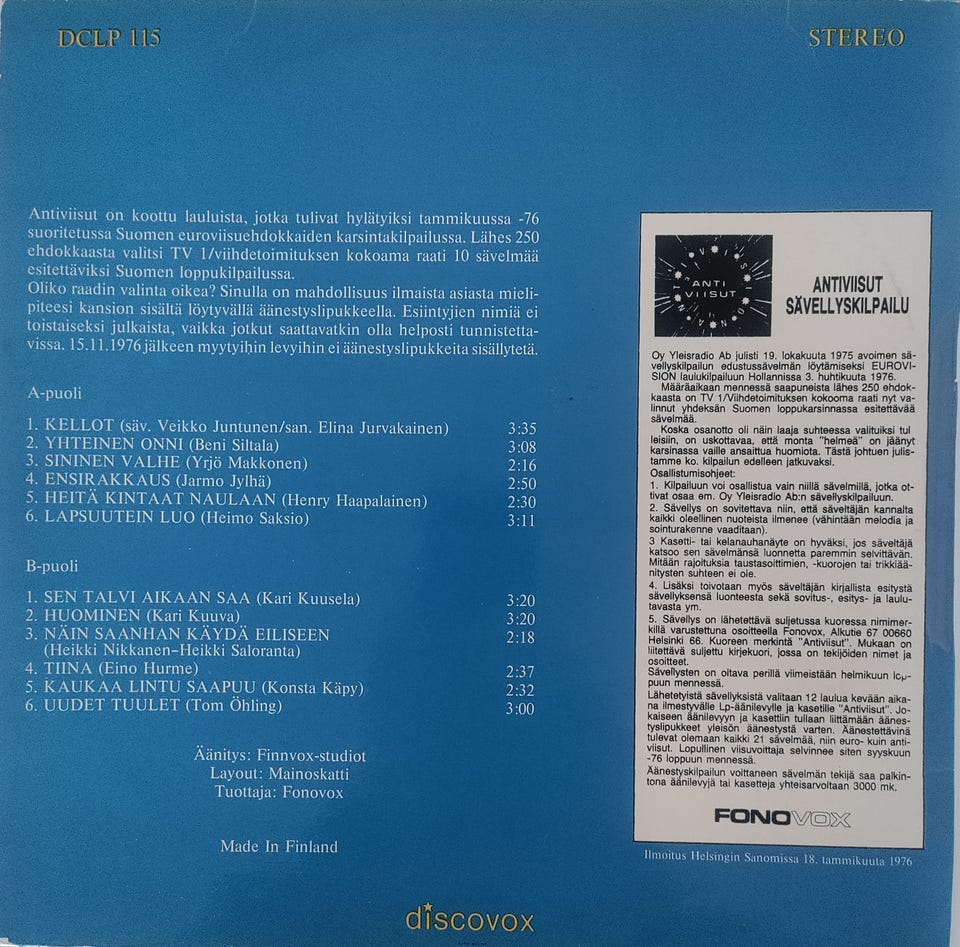 DCLP 115
STEREO
Antiviisut on koottu lauluista, jotka tulivat hylätyiksi tammikuussa -76
suoritetussa Suomen euroviisuehdokkaiden karsintakilpailussa. Lähes 250
ehdokkaasta valitsi TV 1/viihdetoimituksen kokoama raati 10 sävelmää
esitettäviksi Suomen loppukilpailussa.
Oliko raadin valinta oikea? Sinulla on mahdollisuus ilmaista asiasta mieli-
piteesi kansion sisältä löytyvällä äänestyslipukkeella. Esiintyjien nimiä ei
toistaiseksi julkaista, vaikka jotkut saattavatkin olla helposti tunnistetta-
vissa. 15.11.1976 jälkeen myytyihin levyihin ei äänestyslipukkeita sisällytetä.
A-puoli
1. KELLOT (säv. Veikko Juntunen/san. Elina Jurvakainen) 3:35
2. YHTEINEN ONNI (Beni Siltala) 3:08
3. SININEN VALHE (Yrjö Makkonen) 2:16
4. ENSIRAKKAUS (Jarmo Jylhä) 2:50
5. HEITÄ KINTAAT NAULAAN (Henry Haapalainen) 2:30
6. LAPSUUTEIN LUO (Heimo Saksio) 3:11
B-puoli
1. SEN TALVI AIKAAN SAA (Kari Kuusela) 3:20
2. HUOMINEN (Kari Kuuva) 3:20
3. NÄIN SAANHAN KÄYDÄ EILISEEN 2:18
(Heikki Nikkanen-Heikki Saloranta)
4. TIINA (Eino Hurme) 2:37
5. KAUKAA LINTU SAAPUU (Konsta Käpy) 2:32
6. UUDET TUULET (Tom Öhling) 3:00
Äänitys: Finnvox-studiot
Layout: Mainoskatti
Tuottaja: Fonovox
Made In Finland
discovox
ANTI
VIISUT
ANTIVIISUT
SÄVELLYSKILPAILU
Oy Yleisradio Ab julisti 19. lokakuuta 1975 avoimen sä-
vellyskilpailun edustussävelmän löytämiseksi EUROVI-
SION laulukilpailuun Hollannissa 3. huhtikuuta 1976.
Määräaikaan mennessä saapuneista lähes 250 ehdok-
kaasta on TV 1/Viihdetoimituksen kokooma raati nyt va-
linnut yhdeksän Suomen loppukarsinnassa esitettävää
sävelmää.
Koska osanotto oli näin laaja suhteessa valituiksi tul
leisiin, on uskottavaa, että monta "helmeä" on jäänyt
karsinassa vaille ansaittua huomiota. Tästä johtuen julis-
tamme ko. kilpailun edelleen jatkuvaksi.
Osallistumisohjeet:
1. Kilpailuun voi osallistua vain niillä sävelmillä, jotka ot-
tivat osaa em. Oy Yleisradio Ab:n sävellyskilpailuun.
2. Sävellys on sovitettava niin, että säveltäjän kannalta
kaikki oleellinen nuoteista ilmenee (vähintään melodia ja
sointurakenne vaaditaan).
3 Kasetti- tai kelanauhanäyte on hyväksi, jos säveltäjä
katsoo sen sävelmänsä luonnetta paremmin selvittävän.
Mitään rajoituksia taustasoittimien, -kuorojen tai trikkiää-
nitysten suhteen ei ole.
4. Lisäksi toivotaan myös säveltäjän kirjallista esitystä
sävellyksensä luonteesta sekä sovitus-, esitys- ja laulu-
tavasta ym.
5. Sävellys on lähetettävä suljetussa kuoressa nimimer-
killä varustettuna osoitteella Fonovox, Alkutie 67 00660
Helsinki 66. Kuoreen merkintä "Antiviisut". Mukaan on
liitettävä suljettu kirjekuori, jossa on tekijöiden nimet ja
osoitteet.
Sävellysten on oltava perillä viimeistään helmikuun lop-
puun mennessä.
Lähetetyistä sävellyksistä valitaan 12 laulua kevään aika-
na ilmestyvälle Lp-äänilevylle ja kasetille "Antiviisut". Jo-
kaiseen äänilevyyn ja kasettiin tullaan liittämään äänes-
tyslipukkeet yleisön äänestystä varten. Äänestettävinä
tulevat olemaan kaikki 21 sävelmää, niin euro- kuin anti-
viisut. Lopullinen viisuvoittaja selvinnee siten syyskuun
-76 loppuun mennessä.
Äänestyskilpailun voittaneen sävelmän tekijä saa palkin-
tona äänilevyjä tai kasetteja yhteisarvoltaan 3000 mk.
FONOVOX
Ilmoitus Helsingin Sanomissa 18. tammikuuta 1976